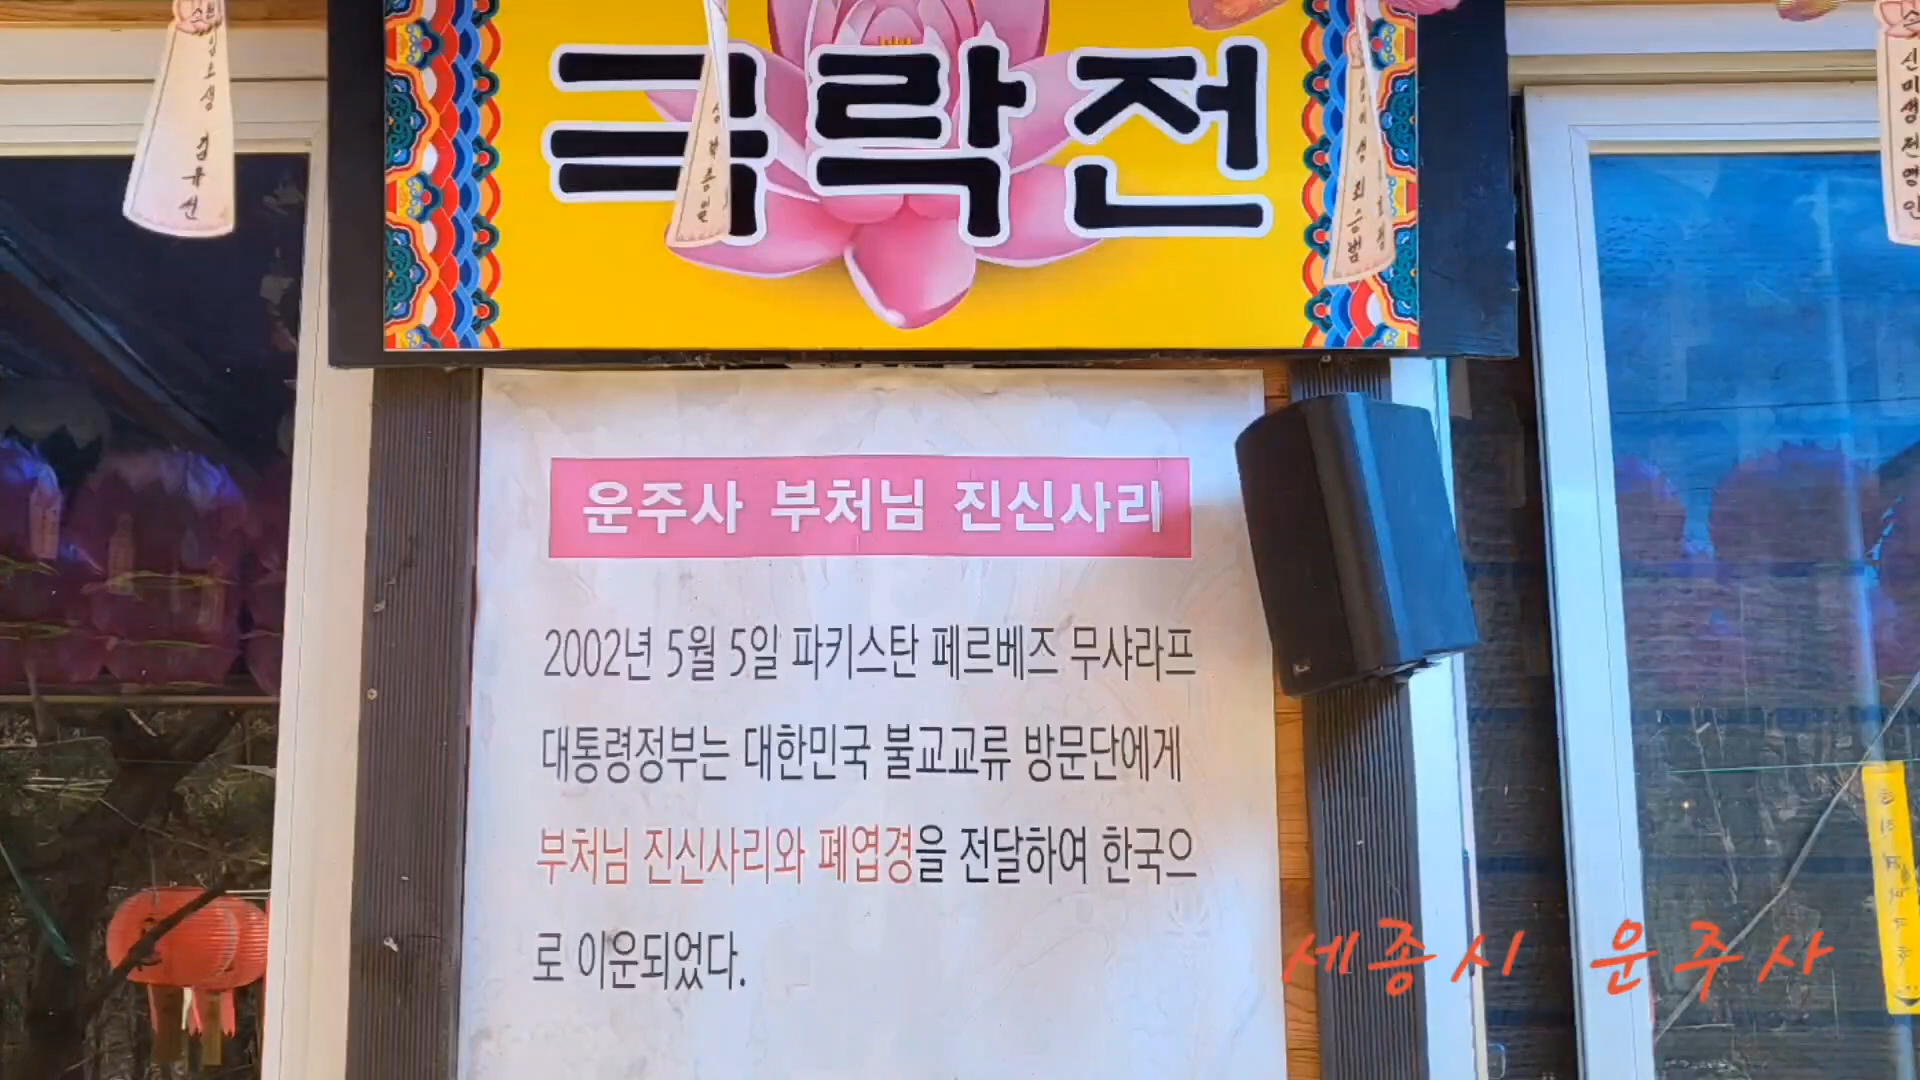 극락전
운주사 부처님 진신사리
2002년 5월 5일 파키스탄 페르베즈 무샤라프
대통령정부는 대한민국 불교교류 방문단에게
부처님 진신사리와 폐엽경을 전달하여 한국으
로 이운되었다.
세종시 운주사